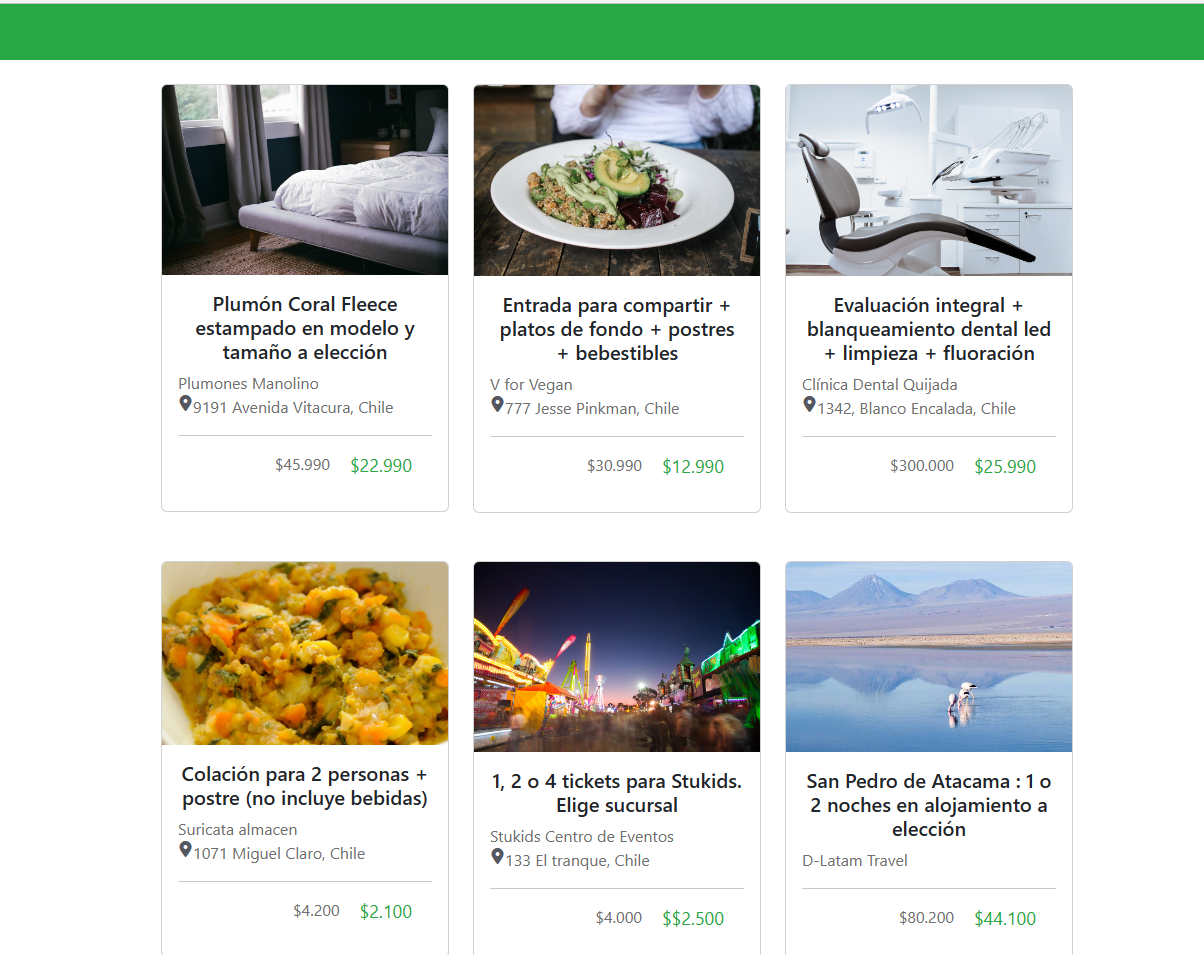 Plumón Coral Fleece
estampado en modelo y
tamaño a elección
Plumones Manolino
9191 Avenida Vitacura, Chile
$45.990 $22.990
Entrada para compartir +
platos de fondo + postres
+ bebestibles
V for Vegan
777 Jesse Pinkman, Chile
$30.990 $12.990
Evaluación integral +
blanqueamiento dental led
+ limpieza + fluoración
Clínica Dental Quijada
1342, Blanco Encalada, Chile
$300.000 $25.990
Colación para 2 personas +
postre (no incluye bebidas)
Suricata almacen
1071 Miguel Claro, Chile
$4.200 $2.100
1, 2 o 4 tickets para Stukids.
Elige sucursal
Stukids Centro de Eventos
133 El tranque, Chile
$4.000 $$2.500
San Pedro de Atacama : 1 o
2 noches en alojamiento a
elección
D-Latam Travel
$80.200 $44.100